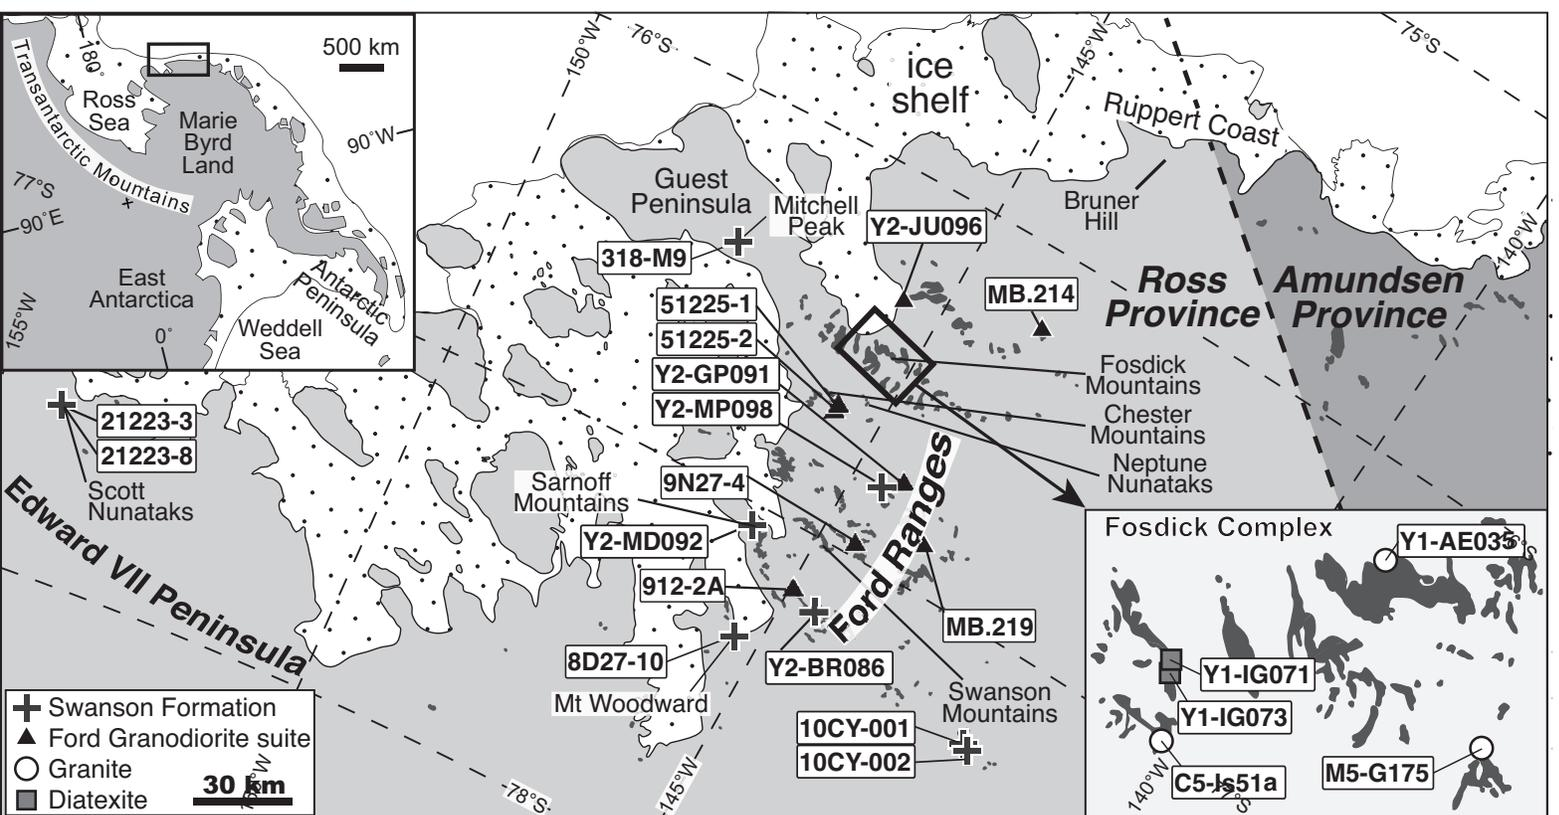 500 km
180°
Transantarctic Mountains
Ross
Sea
Marie
Byrd
Land
90°W
77°S
90°E
East
Antarctica
Antarctic
Peninsula
Weddell
Sea
0°
155°W
150°W
76°S
ice
shelf
145°W
75°S
Ruppert Coast
Guest
Peninsula
Mitchell
Peak
Bruner
Hill
140°W
Y2-JU096
318-M9
MB.214
Ross
Province
Amundsen
Province
51225-1
51225-2
Y2-GP091
Y2-MP098
Fosdick
Mountains
Chester
Mountains
Neptune
Nunataks
21223-3
21223-8
Scott
Nunataks
Edward VII Peninsula
Sarnoff
Mountains
9N27-4
Y2-MD092
912-2A
Ford Ranges
MB.219
8D27-10
Y2-BR086
Mt Woodward
Swanson
Mountains
10CY-001
10CY-002
145°W
78°S
Fosdick Complex
Y1-AE035
Y1-IG071
Y1-IG073
C5-Is51a
M5-G175
140°W
Swanson Formation
Ford Granodiorite suite
Granite
Diatexite
30 km